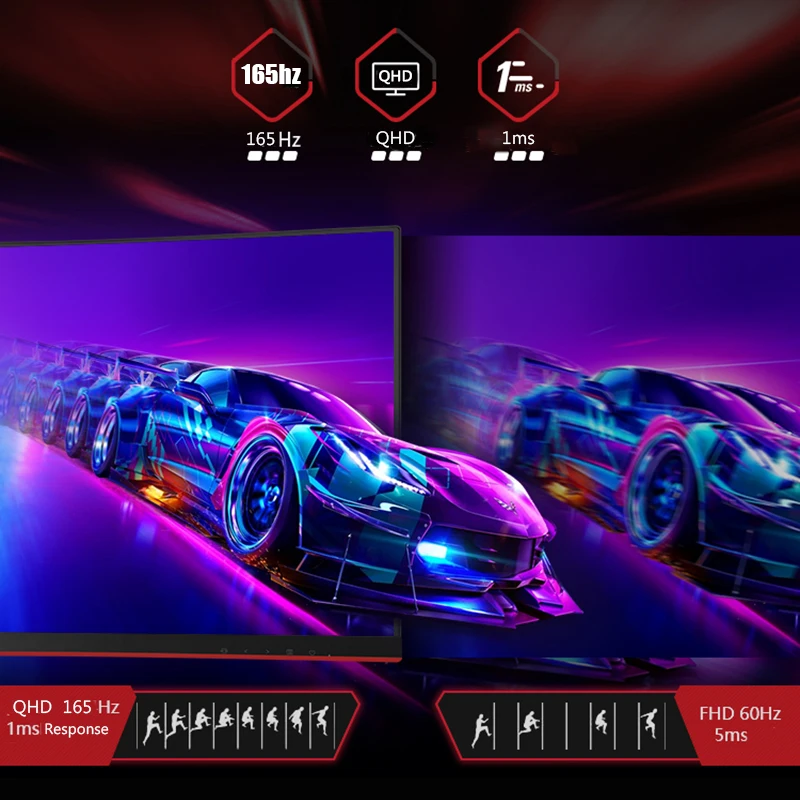 165hz
QHD
1ms
165 Hz
QHD
1ms
QHD 165 Hz
1ms Response
FHD 60Hz
5ms